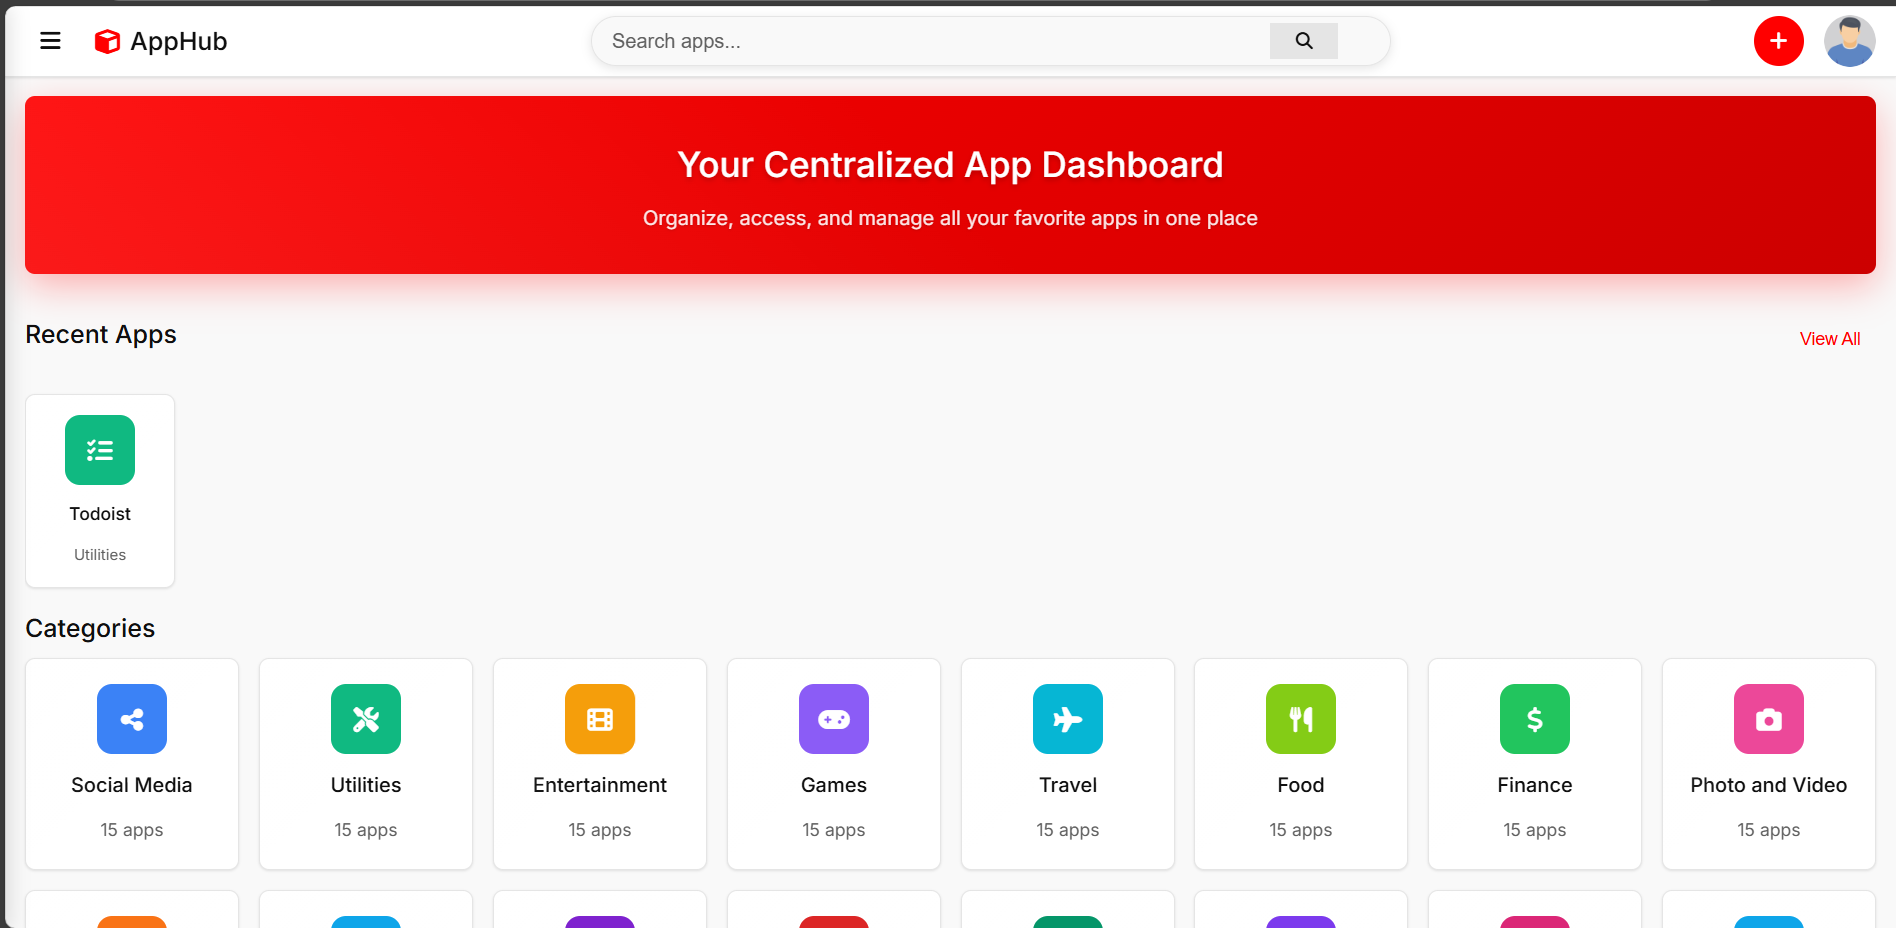 AppHub
Search apps...
Your Centralized App Dashboard
Organize, access, and manage all your favorite apps in one place
Recent Apps
View All
Todoist
Utilities
Categories
Social Media
15 apps
Utilities
15 apps
Entertainment
15 apps
Games
15 apps
Travel
15 apps
Food
15 apps
Finance
15 apps
Photo and Video
15 apps